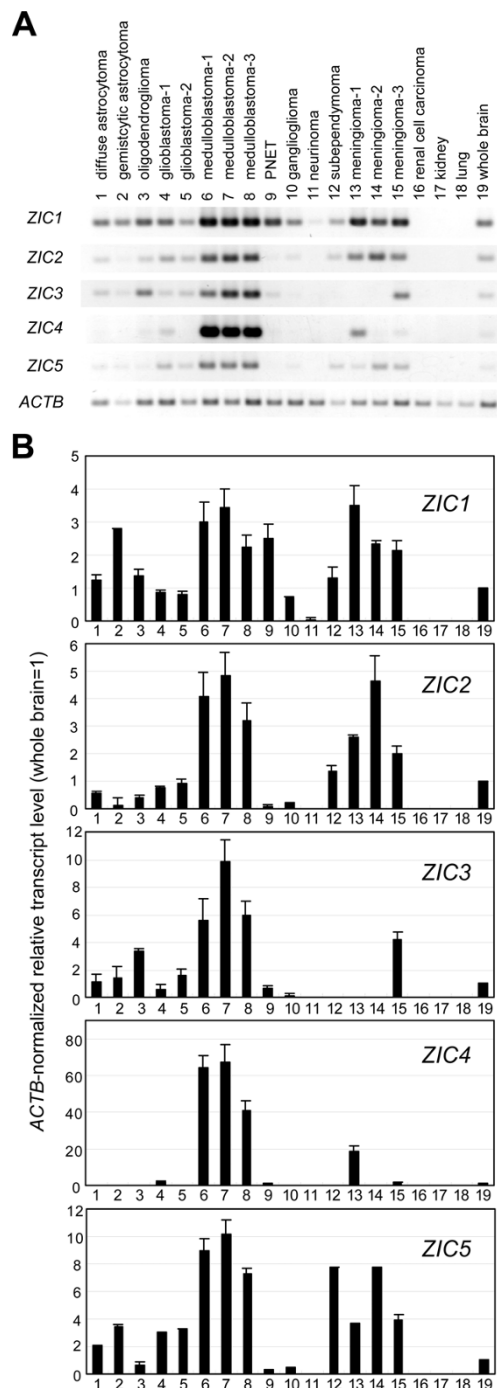 A
1 diffuse astrocytoma
2 gemistcytic astrocytoma
3 oligodendroglioma
4 glioblastoma-1
5 glioblastoma-2
6 medulloblastoma-1
7 medulloblastoma-2
8 medulloblastoma-3
9 PNET
10 ganglioglioma
11 neurinoma
12 subependymoma
13 meningioma-1
14 meningioma-2
15 meningioma-3
16 renal cell carcinoma
17 kidney
18 lung
19 whole brain
ZIC1
ZIC2
ZIC3
ZIC4
ZIC5
ACTB
B
ACTB-normalized relative transcript level (whole brain=1)
ZIC1
5
4
3
2
1
0
1 2 3 4 5 6 7 8 9 10 11 12 13 14 15 16 17 18 19
ZIC2
6
5
4
3
2
1
0
1 2 3 4 5 6 7 8 9 10 11 12 13 14 15 16 17 18 19
ZIC3
12
10
8
6
4
2
0
1 2 3 4 5 6 7 8 9 10 11 12 13 14 15 16 17 18 19
ZIC4
80
60
40
20
0
1 2 3 4 5 6 7 8 9 10 11 12 13 14 15 16 17 18 19
ZIC5
12
10
8
6
4
2
0
1 2 3 4 5 6 7 8 9 10 11 12 13 14 15 16 17 18 19